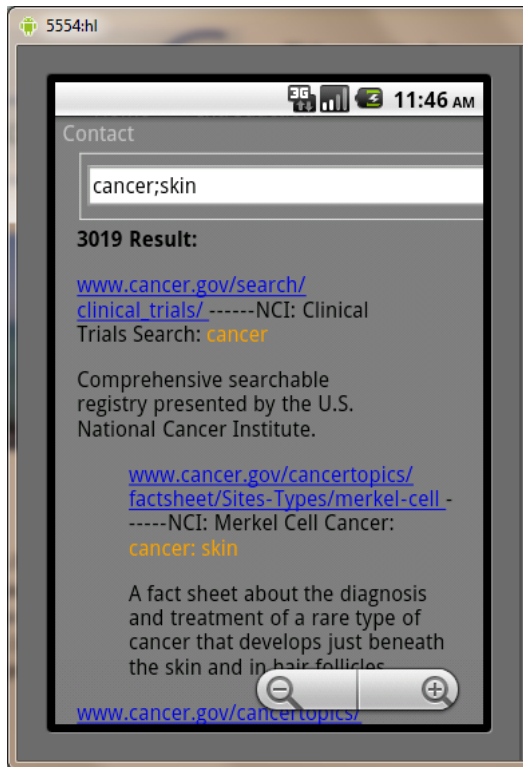 5554:hl
3G 11:46 AM
Contact
cancer;skin
3019 Result:
www.cancer.gov/search/
clinical_trials/ ------NCI: Clinical
Trials Search: cancer
Comprehensive searchable
registry presented by the U.S.
National Cancer Institute.
www.cancer.gov/cancertopics/
factsheet/Sites-Types/merkel-cell -
-----NCI: Merkel Cell Cancer:
cancer: skin
A fact sheet about the diagnosis
and treatment of a rare type of
cancer that develops just beneath
the skin and in hair follicles
www.cancer.gov/cancertopics/